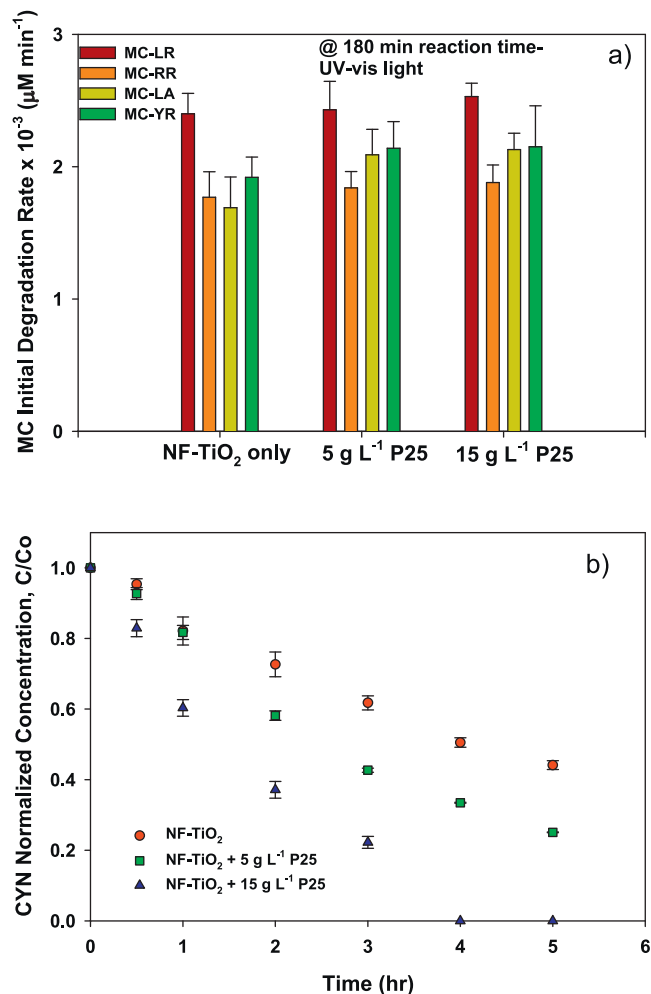 3
@ 180 min reaction time-
UV-vis light
a)
MC-LR
MC-RR
MC-LA
MC-YR
2
1
0
MC Initial Degradation Rate x 10⁻³ (µM min⁻¹)
NF-TiO₂ only
5 g L⁻¹ P25
15 g L⁻¹ P25
b)
1.0
0.8
0.6
0.4
0.2
0.0
CYN Normalized Concentration, C/Co
NF-TiO₂
NF-TiO₂ + 5 g L⁻¹ P25
NF-TiO₂ + 15 g L⁻¹ P25
0 1 2 3 4 5 6
Time (hr)